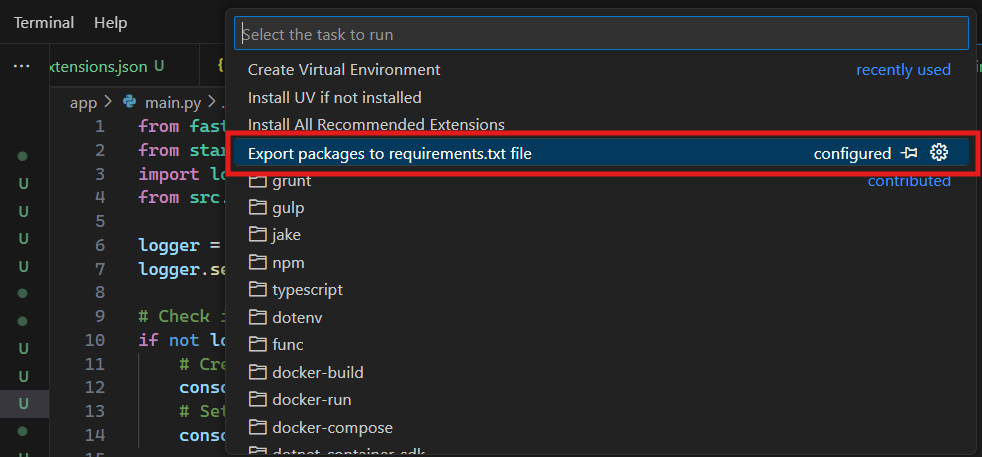 Terminal Help
Select the task to run
xtensions.json U
{
Create Virtual Environment recently used
Install UV if not installed
Install All Recommended Extensions
Export packages to requirements.txt file configured
grunt contributed
gulp
jake
npm
typescript
dotenv
func
docker-build
docker-run
docker-compose
dotnet-container-sdk
app > main.py > .
1 from fast
2 from star
3 import lo
4 from src.
5
6 logger =
7 logger.se
8
9 # Check i
10 if not lo
11 # Cre
12 conso
13 # Set
14 conso
15
U
U
U
U
U
U
U
U